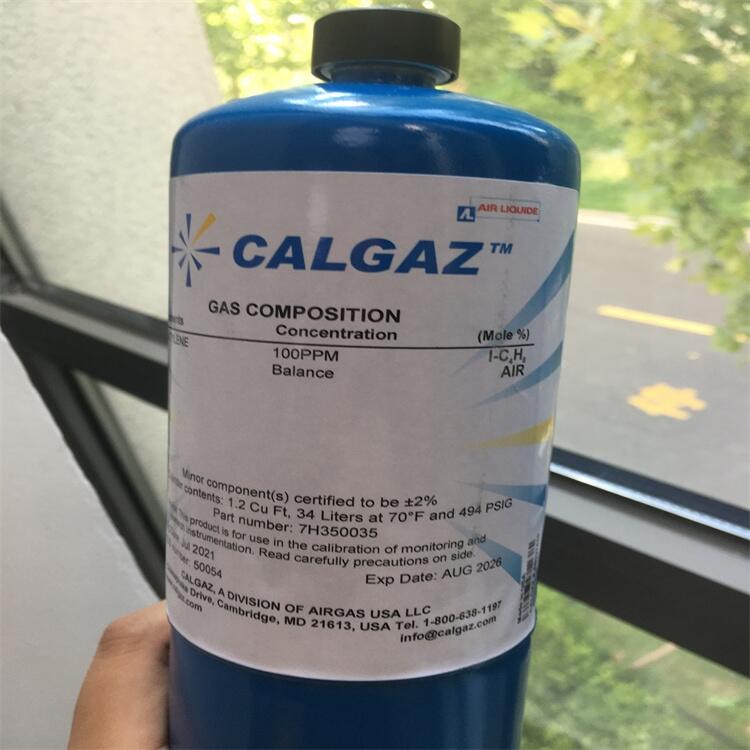 AIR LIQUIDE
CALGAZ™
GAS COMPOSITION
Concentration (Mole %)
100PPM I-C₄H₈
Balance AIR
Minor component(s) certified to be ±2%
contents: 1.2 Cu Ft, 34 Liters at 70°F and 494 PSIG
Part number: 7H350035
This product is for use in the calibration of monitoring and
instrumentation. Read carefully precautions on side.
Jul 2021 Exp Date: AUG 2026
50054
CALGAZ, A DIVISION OF AIRGAS USA LLC
Drive, Cambridge, MD 21613, USA Tel. 1-800-638-1197
info@calgaz.com